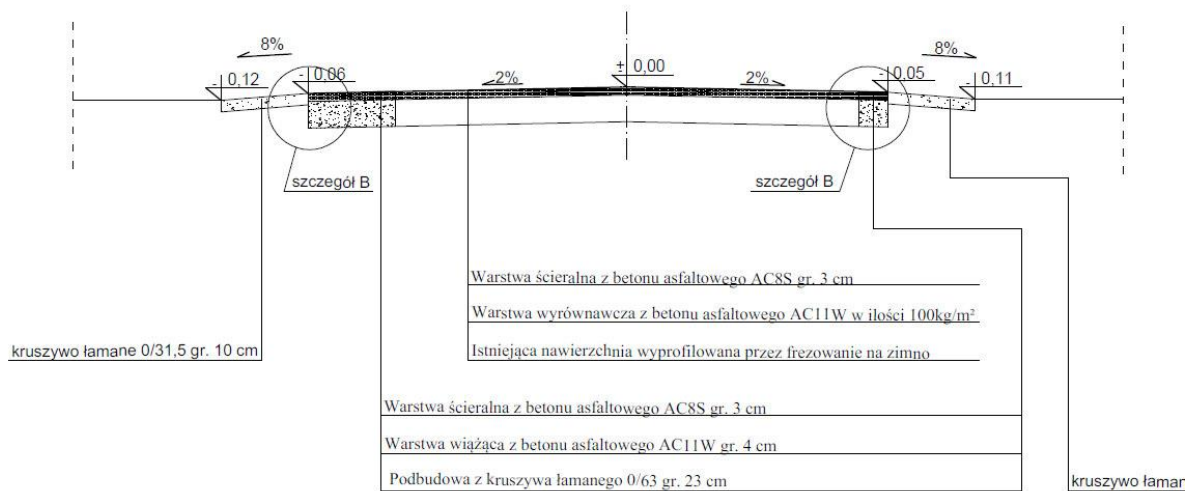 8%
8%
- 0,12
- 0,06
2%
± 0,00
2%
- 0,05
- 0,11
szczegół B
szczegół B
Warstwa ścieralna z betonu asfaltowego AC8S gr. 3 cm
Warstwa wyrównawcza z betonu asfaltowego AC11W w ilości 100kg/m²
kruszywo łamane 0/31,5 gr. 10 cm
Istniejąca nawierzchnia wyprofilowana przez frezowanie na zimno
Warstwa ścieralna z betonu asfaltowego AC8S gr. 3 cm
Warstwa wiążąca z betonu asfaltowego AC11W gr. 4 cm
Podbudowa z kruszywa łamanego 0/63 gr. 23 cm
kruszywo łaman